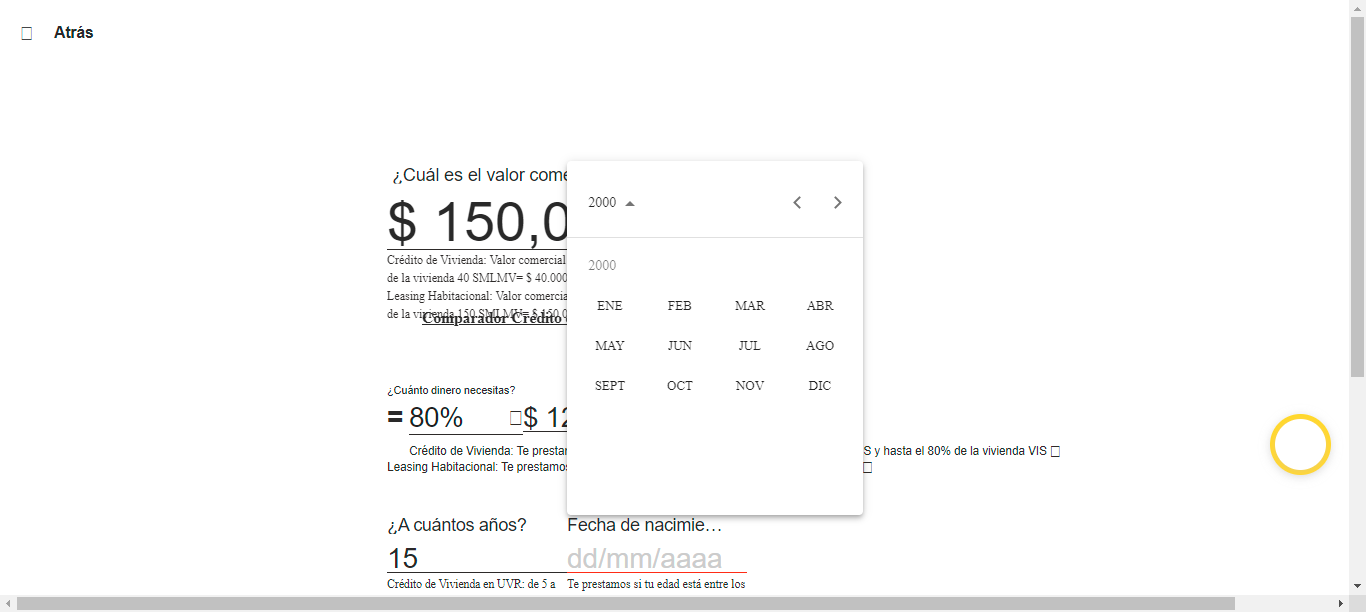 Atrás
¿Cuál es el valor come
$ 150,0
Crédito de Vivienda: Valor comercial
de la vivienda 40 SMLMV= $ 40.000
Leasing Habitacional: Valor comercia
de la vivienda 150 SMLMV= $ 150.0
Comparador Crédito
2000
2000
ENE FEB MAR ABR
MAY JUN JUL AGO
SEPT OCT NOV DIC
¿Cuánto dinero necesitas?
= 80% $ 12
Crédito de Vivienda: Te prestar S y hasta el 80% de la vivienda VIS
Leasing Habitacional: Te prestamos
¿A cuántos años? Fecha de nacimie…
15 dd/mm/aaaa
Crédito de Vivienda en UVR: de 5 a Te prestamos si tu edad está entre los